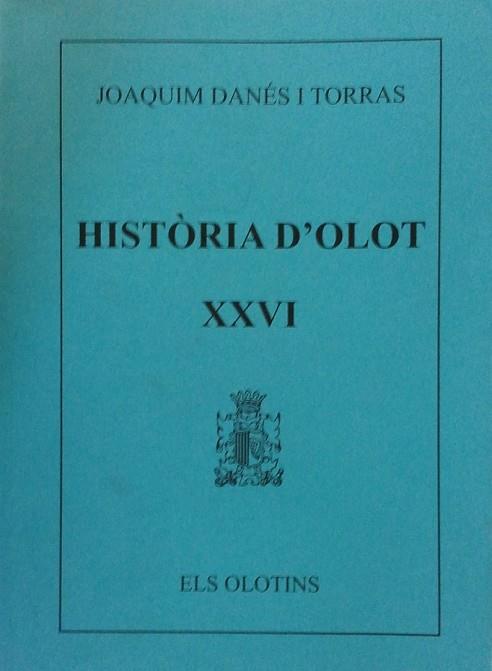 JOAQUIM DANÉS I TORRAS
HISTÒRIA D'OLOT
XXVI
ELS OLOTINS